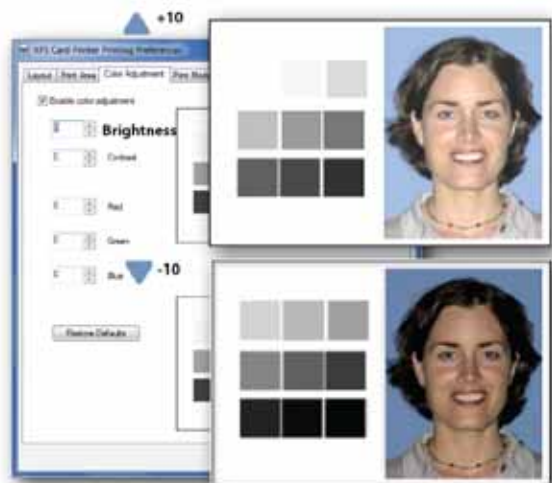 +10
XPS Card Printer Printing Preferences
Layout Print Area Color Adjustment Print
Enable color adjustment
Brightness
Contrast
Red
Green
Blue
-10
Restore Defaults